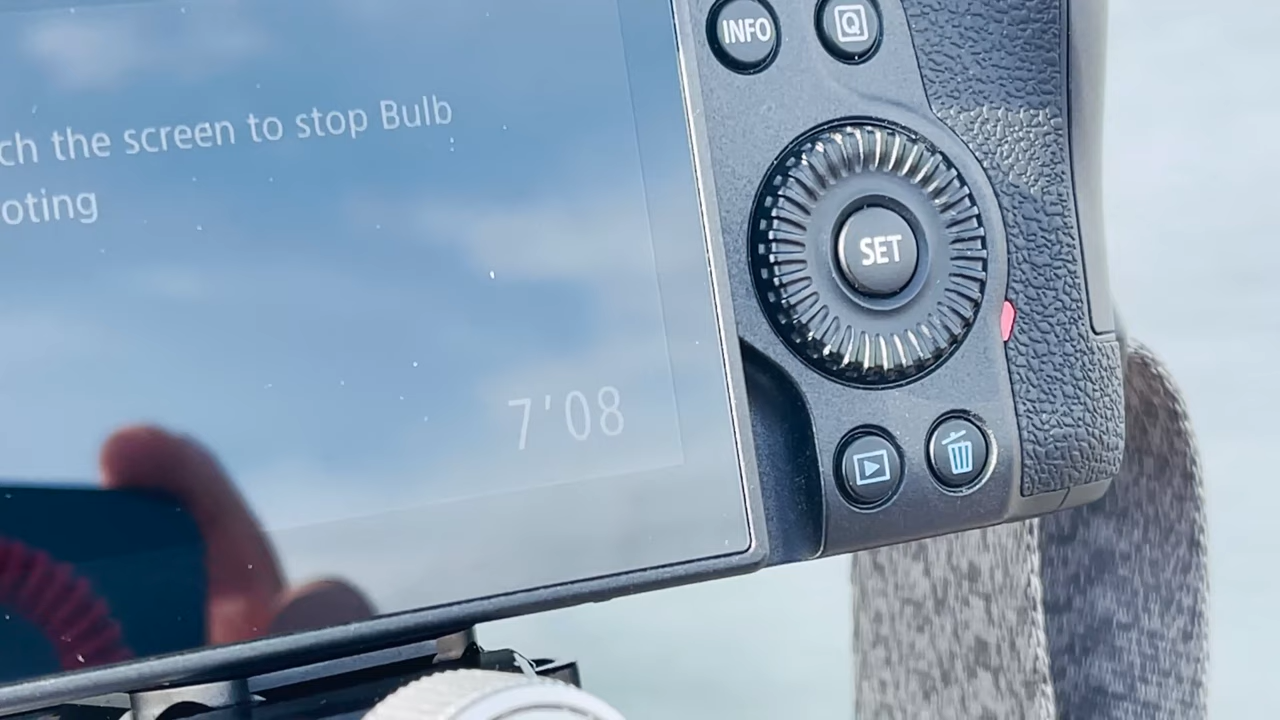 INFO
Q
ch the screen to stop Bulb
oting
SET
7'08